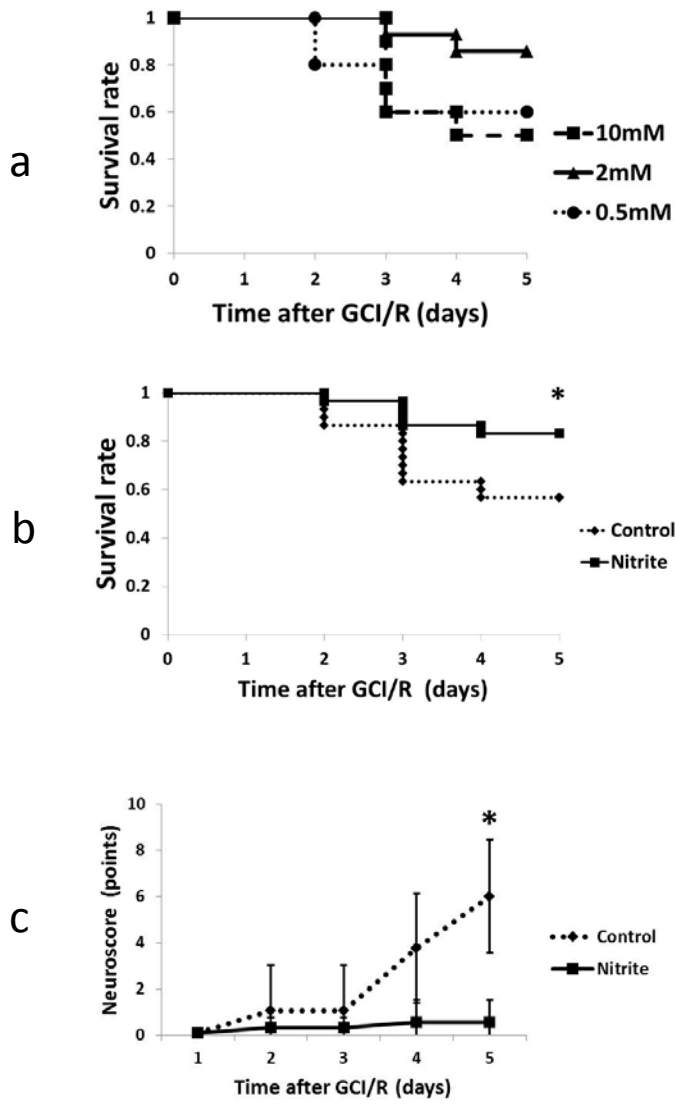 a
Survival rate
1
0.8
0.6
0.4
0.2
0
0 1 2 3 4 5
Time after GCI/R (days)
10mM
2mM
0.5mM
b
Survival rate
1
0.8
0.6
0.4
0.2
0
0 1 2 3 4 5
Time after GCI/R (days)
*
Control
Nitrite
c
Neuroscore (points)
10
8
6
4
2
0
1 2 3 4 5
Time after GCI/R (days)
*
Control
Nitrite